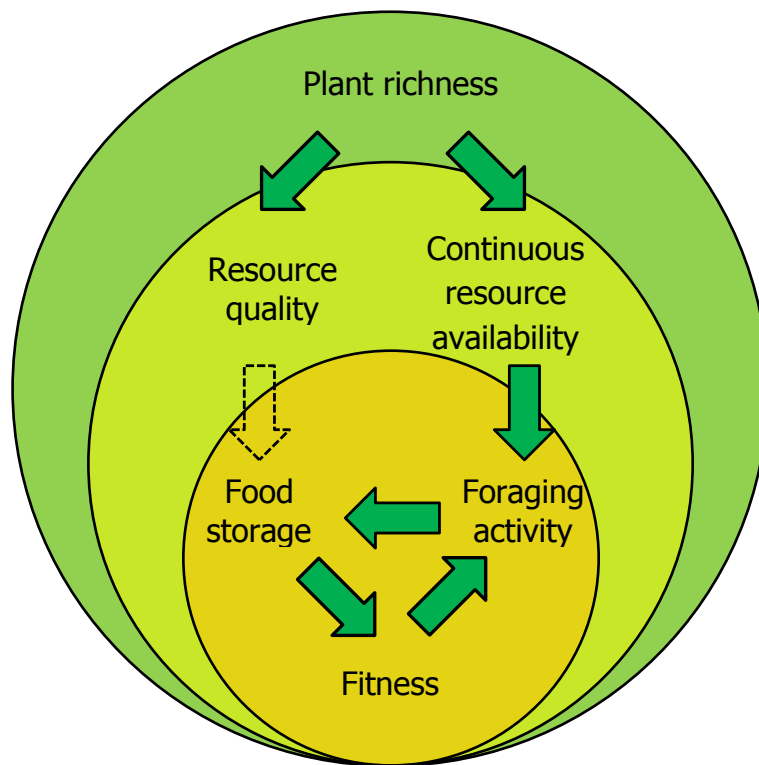 Plant richness
Resource
quality
Continuous
resource
availability
Food
storage
Foraging
activity
Fitness